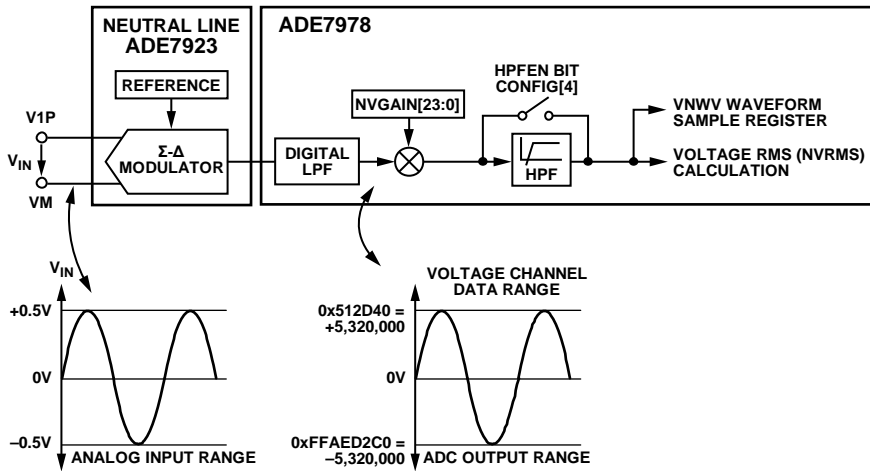 NEUTRAL LINE
ADE7923
ADE7978
REFERENCE
HPFEN BIT
CONFIG[4]
NVGAIN[23:0]
VNWV WAVEFORM
SAMPLE REGISTER
V1P
Σ-Δ
MODULATOR
DIGITAL
LPF
HPF
VOLTAGE RMS (NVRMS)
CALCULATION
VIN
VM
VIN
VOLTAGE CHANNEL
DATA RANGE
+0.5V
0x512D40 =
+5,320,000
0V
0V
–0.5V
ANALOG INPUT RANGE
0xFFAED2C0 =
–5,320,000
ADC OUTPUT RANGE